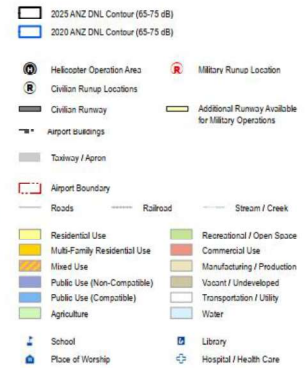 2025 ANZ DNL Contour (65-75 dB)
2020 ANZ DNL Contour (65-75 dB)
H Helicopter Operation Area
R Military Runup Location
R Civilian Runup Locations
Civilian Runway
Additional Runway Available
for Military Operations
Airport Buildings
Taxiway / Apron
Airport Boundary
Roads
Railroad
Stream / Creek
Residential Use
Recreational / Open Space
Multi-Family Residential Use
Commercial Use
Mixed Use
Manufacturing / Production
Public Use (Non-Compatible)
Vacant / Undeveloped
Public Use (Compatible)
Transportation / Utility
Agriculture
Water
School
Library
Place of Worship
Hospital / Health Care